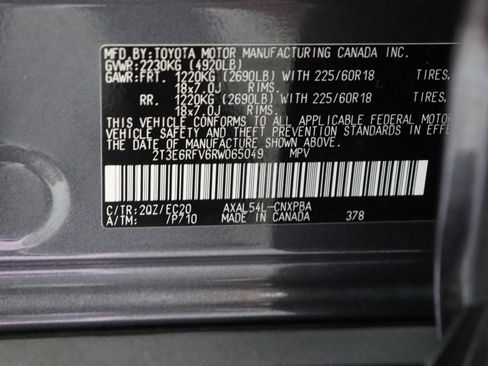 MFD.BY:TOYOTA MOTOR MANUFACTURING CANADA INC.
GVWR:2230KG (4920LB)
GAWR:FRT. 1220KG (2690LB) WITH 225/60R18 TIRES,
18x7.0J RIMS,
RR. 1220KG (2690LB) WITH 225/60R18 TIRES,
18x7.0J RIMS,
THIS VEHICLE CONFORMS TO ALL APPLICABLE FEDERAL MOTOR
VEHICLE SAFETY AND THEFT PREVENTION STANDARDS IN EFFE
THE DATE OF MANUFACTURE SHOWN ABOVE.
2T3E6RFV6RW065049 MPV
C/TR:2QZ/EC20 AXAL54L-CNXPBA
A/TM: 7P710 MADE IN CANADA 378